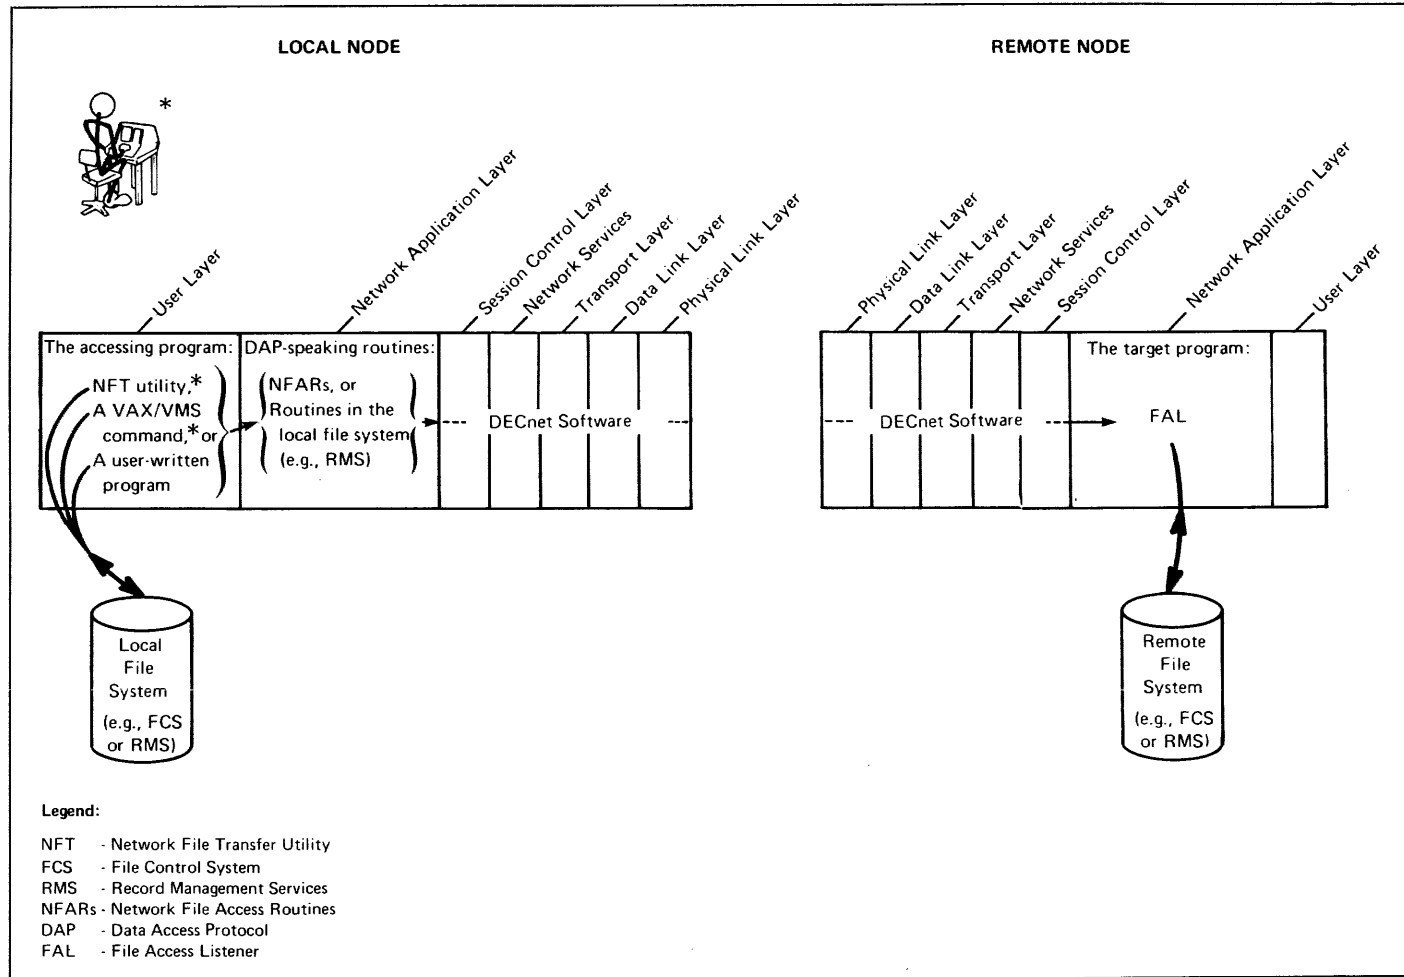 LOCAL NODE
REMOTE NODE
*
User Layer
Network Application Layer
Session Control Layer
Network Services
Transport Layer
Data Link Layer
Physical Link Layer
Physical Link Layer
Data Link Layer
Transport Layer
Network Services
Session Control Layer
Network Application Layer
User Layer
The accessing program:
NFT utility,*
A VAX/VMS
command,* or
A user-written
program
DAP-speaking routines:
NFARs, or
Routines in the
local file system
(e.g., RMS)
DECnet Software
DECnet Software
The target program:
FAL
Local
File
System
(e.g., FCS
or RMS)
Remote
File
System
(e.g., FCS
or RMS)
Legend:
NFT - Network File Transfer Utility
FCS - File Control System
RMS - Record Management Services
NFARs - Network File Access Routines
DAP - Data Access Protocol
FAL - File Access Listener